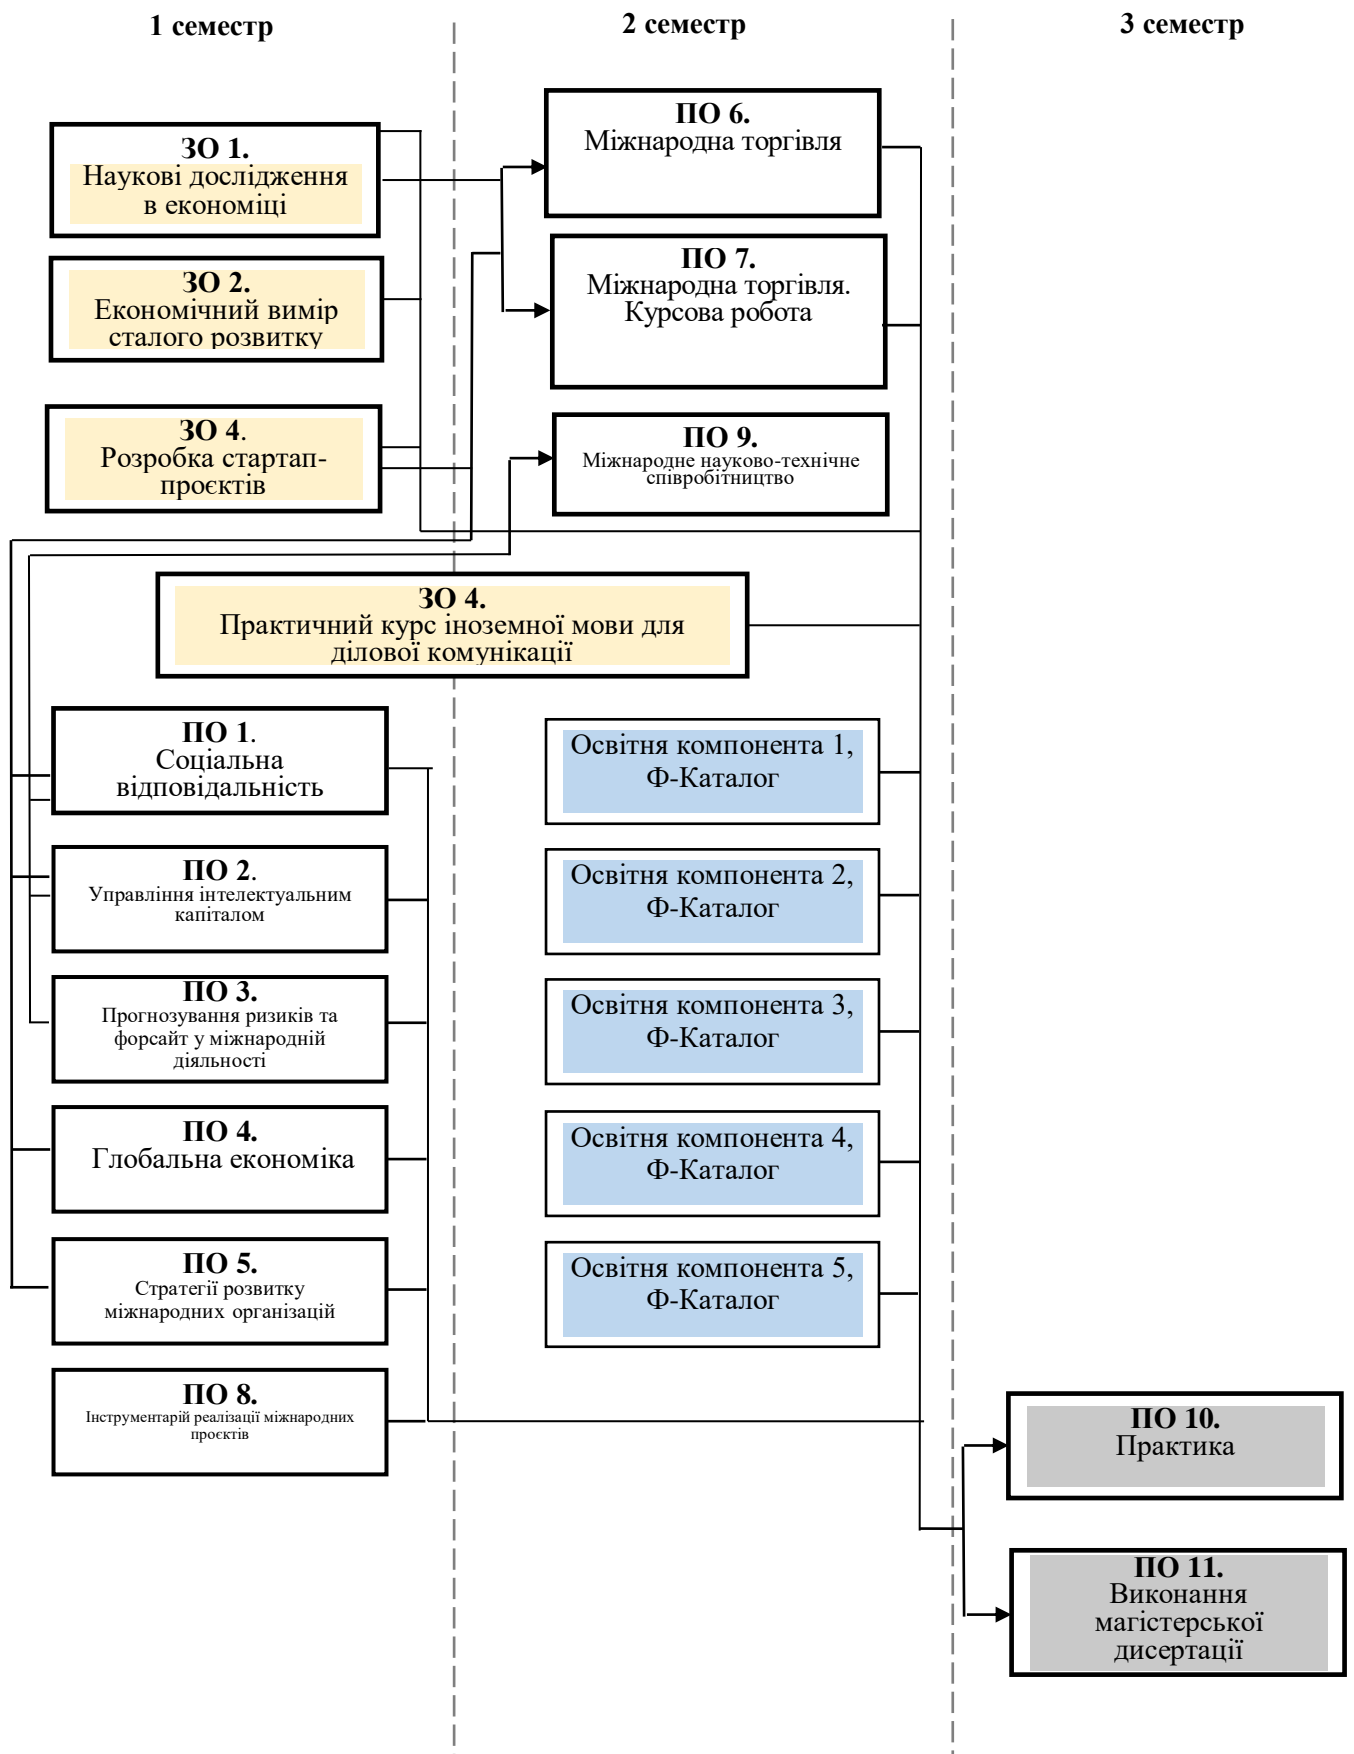 1 семестр
2 семестр
3 семестр
ЗО 1.
Наукові дослідження
в економіці
ЗО 2.
Економічний вимір
сталого розвитку
ЗО 4.
Розробка стартап-
проєктів
ПО 6.
Міжнародна торгівля
ПО 7.
Міжнародна торгівля.
Курсова робота
ПО 9.
Міжнародне науково-технічне
співробітництво
ЗО 4.
Практичний курс іноземної мови для
ділової комунікації
ПО 1.
Соціальна
відповідальність
ПО 2.
Управління інтелектуальним
капіталом
ПО 3.
Прогнозування ризиків та
форсайт у міжнародній
діяльності
ПО 4.
Глобальна економіка
ПО 5.
Стратегії розвитку
міжнародних організацій
ПО 8.
Інструментарій реалізації міжнародних
проєктів
Освітня компонента 1,
Ф-Каталог
Освітня компонента 2,
Ф-Каталог
Освітня компонента 3,
Ф-Каталог
Освітня компонента 4,
Ф-Каталог
Освітня компонента 5,
Ф-Каталог
ПО 10.
Практика
ПО 11.
Виконання
магістерської
дисертації